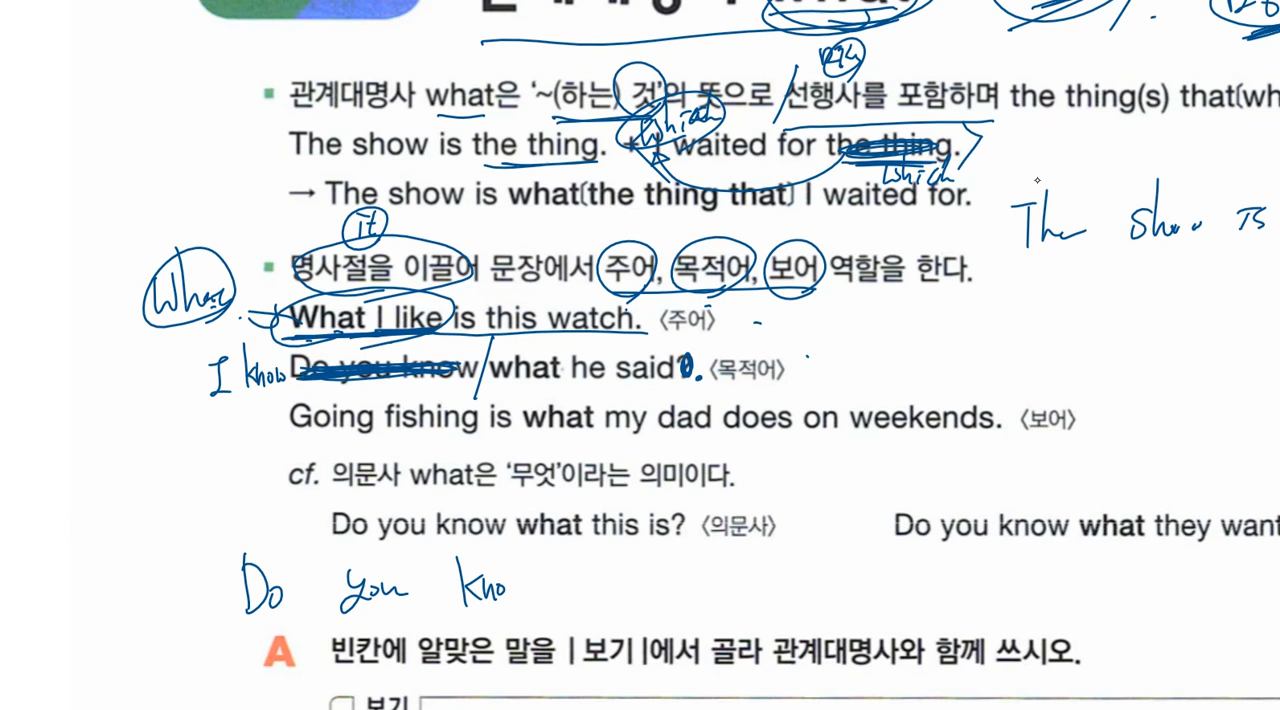 • 관계대명사 what은 '~(하는) 것'의 뜻으로 선행사를 포함하며 the thing(s) that(wh
which
The show is the thing. + I waited for the thing.
which
→ The show is what(the thing that) I waited for.
The show is
it
• 명사절을 이끌어 문장에서 주어, 목적어, 보어 역할을 한다.
What I like is this watch. 〈주어〉
I know
Do you know what he said?. 〈목적어〉
Going fishing is what my dad does on weekends. 〈보어〉
cf. 의문사 what은 '무엇'이라는 의미이다.
Do you know what this is? 〈의문사〉 Do you know what they want
Do you kno
A 빈칸에 알맞은 말을 |보기|에서 골라 관계대명사와 함께 쓰시오.
보기